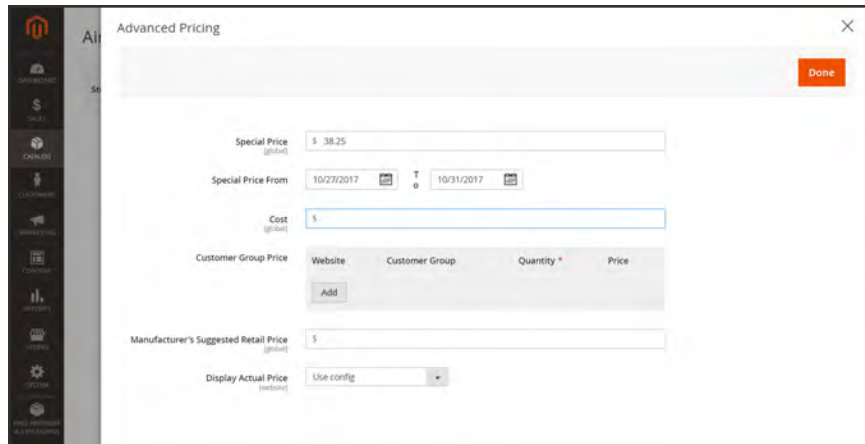 Advanced Pricing
Done
Special Price
[global]
$ 38.25
Special Price From
10/27/2017
To
10/31/2017
Cost
[global]
$
Customer Group Price
Website Customer Group Quantity * Price
Add
Manufacturer's Suggested Retail Price
[global]
$
Display Actual Price
[website]
Use config
DASHBOARD
SALES
CATALOG
CUSTOMERS
MARKETING
CONTENT
REPORTS
STORES
SYSTEM